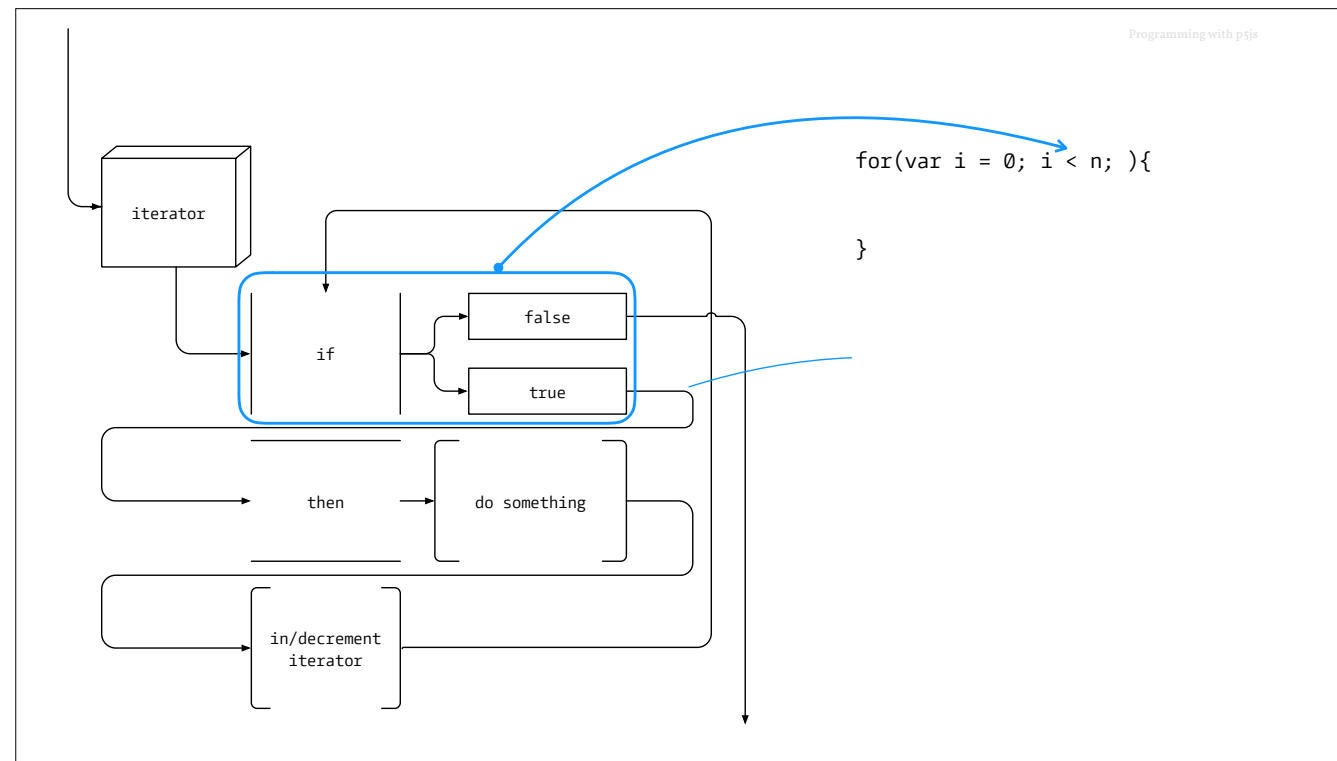 Programming with p5js
for(var i = 0; i < n; ){
}
iterator
if
false
true
then
do something
in/decrement
iterator